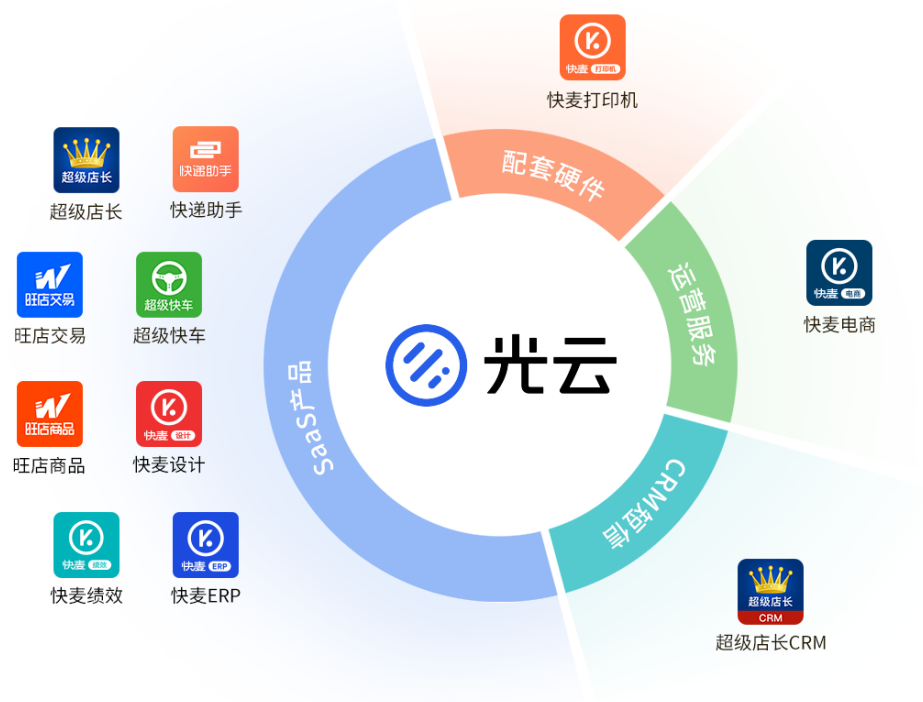 快麦 打印机
快麦打印机
配套硬件
超级店长
超级店长
快递助手
快递助手
运营服务
快麦 电商
快麦电商
旺店交易
旺店交易
超级快车
超级快车
光云
SaaS产品
旺店商品
旺店商品
快麦 设计
快麦设计
CRM短信
快麦 绩效
快麦绩效
快麦 ERP
快麦ERP
超级店长
CRM
超级店长CRM